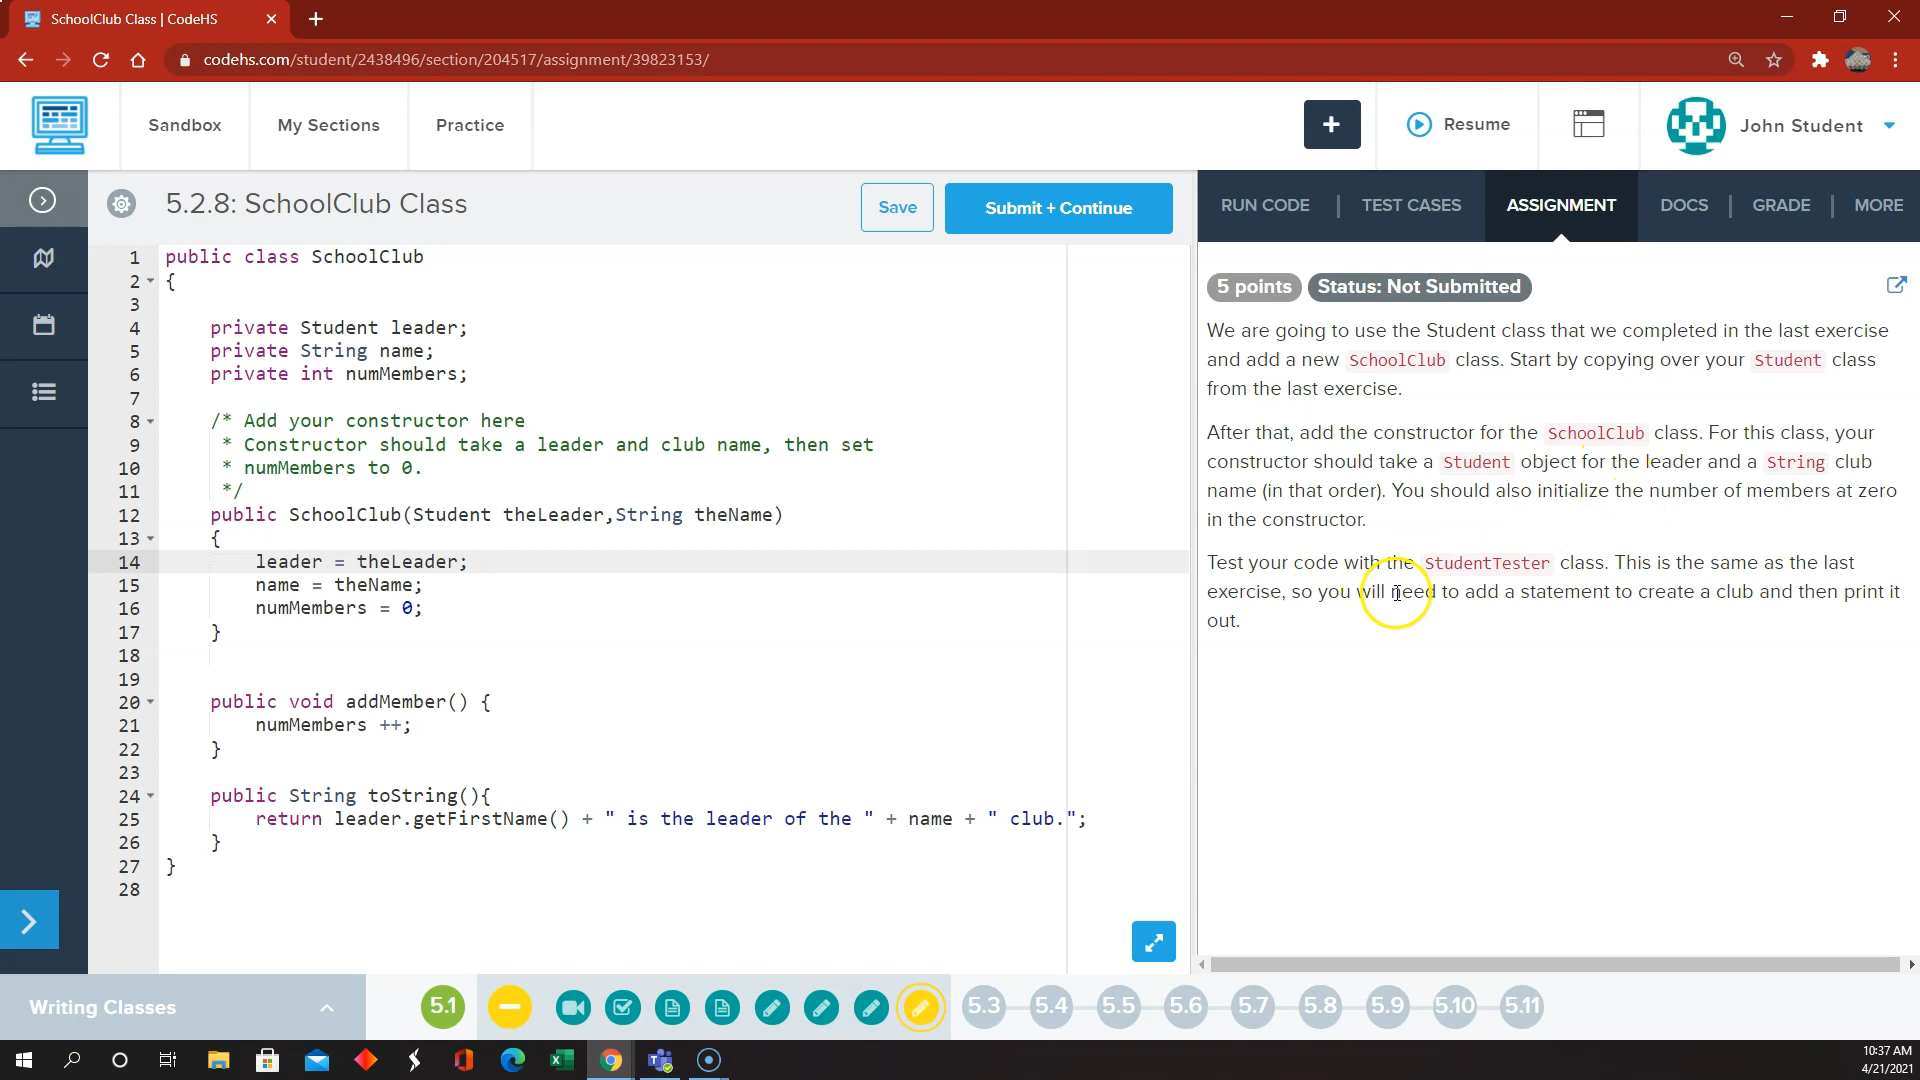 SchoolClub Class | CodeHS
codehs.com/student/2438496/section/204517/assignment/39823153/
Sandbox
My Sections
Practice
+
Resume
John Student
5.2.8: SchoolClub Class
Save
Submit + Continue
RUN CODE
TEST CASES
ASSIGNMENT
DOCS
GRADE
MORE
1 public class SchoolClub
2 {
3
4 private Student leader;
5 private String name;
6 private int numMembers;
7
8 /* Add your constructor here
9 * Constructor should take a leader and club name, then set
10 * numMembers to 0.
11 */
12 public SchoolClub(Student theLeader,String theName)
13 {
14 leader = theLeader;
15 name = theName;
16 numMembers = 0;
17 }
18
19
20 public void addMember() {
21 numMembers ++;
22 }
23
24 public String toString(){
25 return leader.getFirstName() + " is the leader of the " + name + " club.";
26 }
27 }
28
5 points
Status: Not Submitted
We are going to use the Student class that we completed in the last exercise
and add a new SchoolClub class. Start by copying over your Student class
from the last exercise.
After that, add the constructor for the SchoolClub class. For this class, your
constructor should take a Student object for the leader and a String club
name (in that order). You should also initialize the number of members at zero
in the constructor.
Test your code with the StudentTester class. This is the same as the last
exercise, so you will need to add a statement to create a club and then print it
out.
Writing Classes
5.1
5.3
5.4
5.5
5.6
5.7
5.8
5.9
5.10
5.11
10:37 AM
4/21/2021